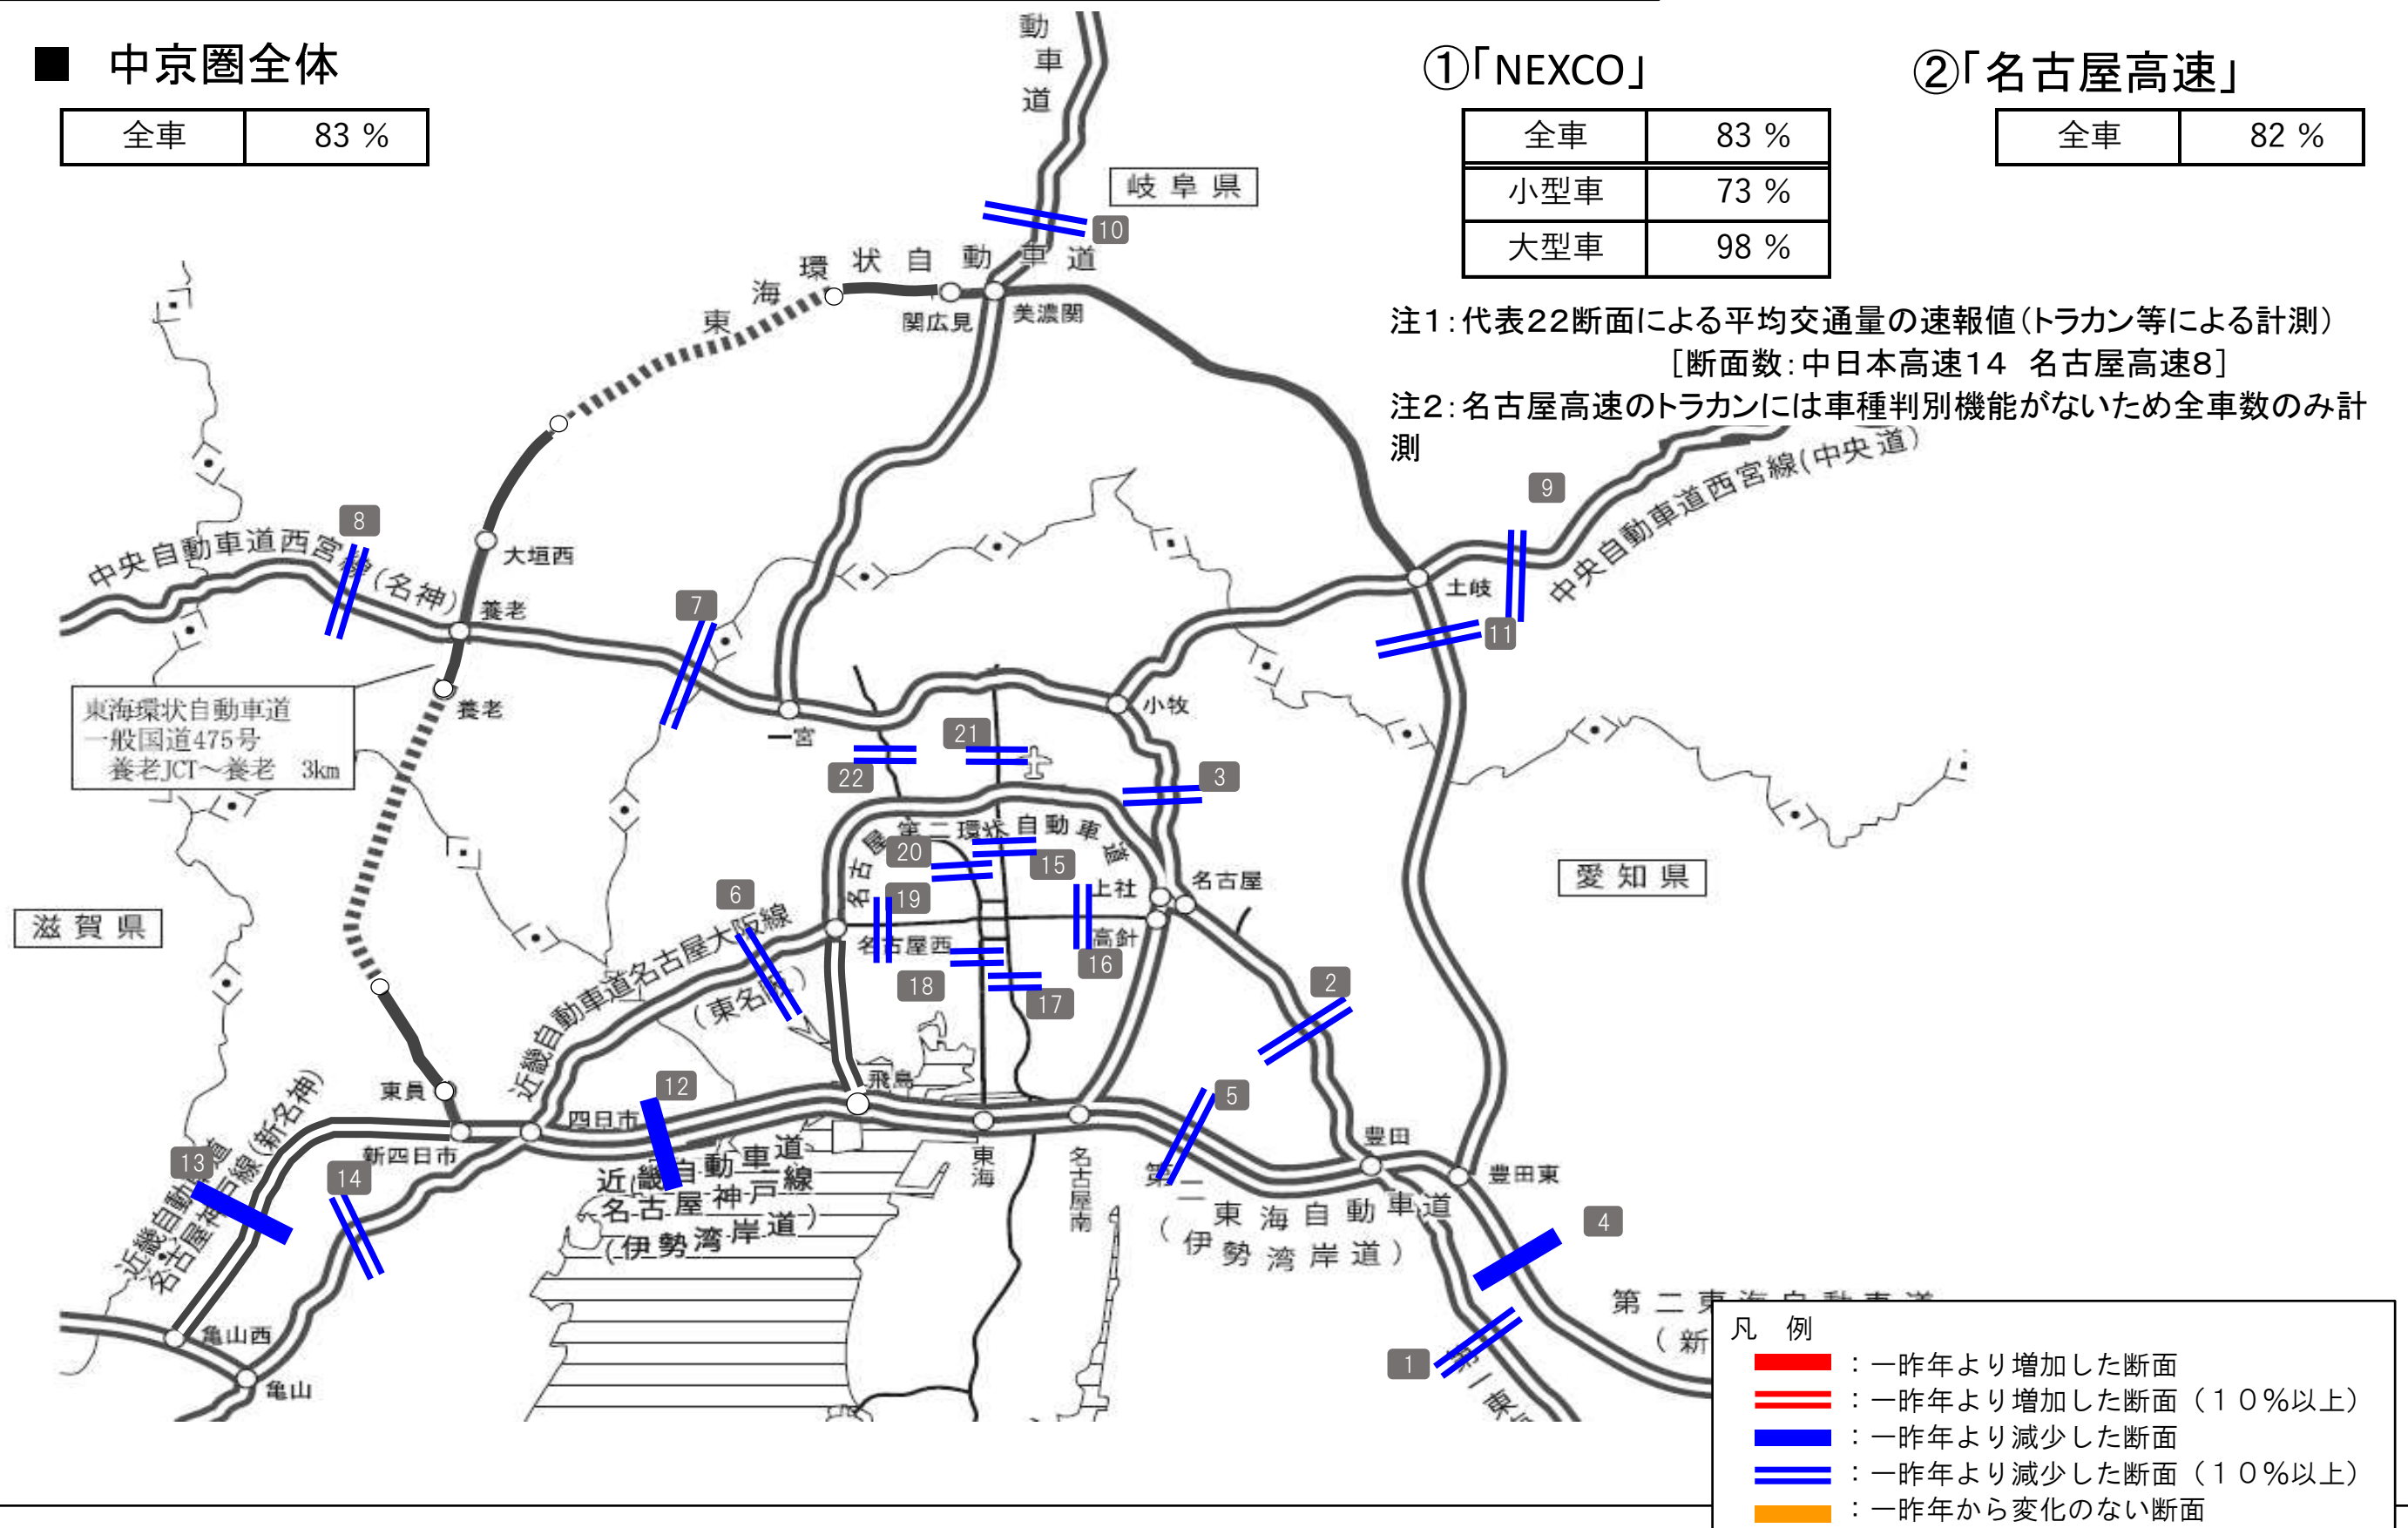 ■ 中京圏全体
全車 83 %
①「NEXCO」
全車 83 %
小型車 73 %
大型車 98 %
②「名古屋高速」
全車 82 %
注1：代表22断面による平均交通量の速報値（トラカン等による計測）
［断面数：中日本高速14 名古屋高速8］
注2：名古屋高速のトラカンには車種判別機能がないため全車数のみ計
測
動車道
岐阜県
10
東海環状自動車道
関広見
美濃関
9
中央自動車道西宮線(中央道)
8
中央自動車道西宮線(名神)
大垣西
養老
7
土岐
11
東海環状自動車道
一般国道475号
養老JCT～養老 3km
養老
一宮
小牧
21
22
3
名古屋第二環状自動車道
20
15
愛知県
上社
名古屋
19
6
滋賀県
名古屋西
高針
16
近畿自動車道名古屋大阪線
(東名阪)
18
17
2
飛島
東員
12
5
四日市
新四日市
近畿自動車道
名古屋神戸線(新名神)
13
14
近畿自動車道
名古屋神戸線
(伊勢湾岸道)
東海
名古屋南
豊田
豊田東
第二東海自動車道
(伊勢湾岸道)
4
亀山西
亀山
1
第一東
第二東海自動車道
(新
凡 例
：一昨年より増加した断面
：一昨年より増加した断面（１０％以上）
：一昨年より減少した断面
：一昨年より減少した断面（１０％以上）
：一昨年から変化のない断面